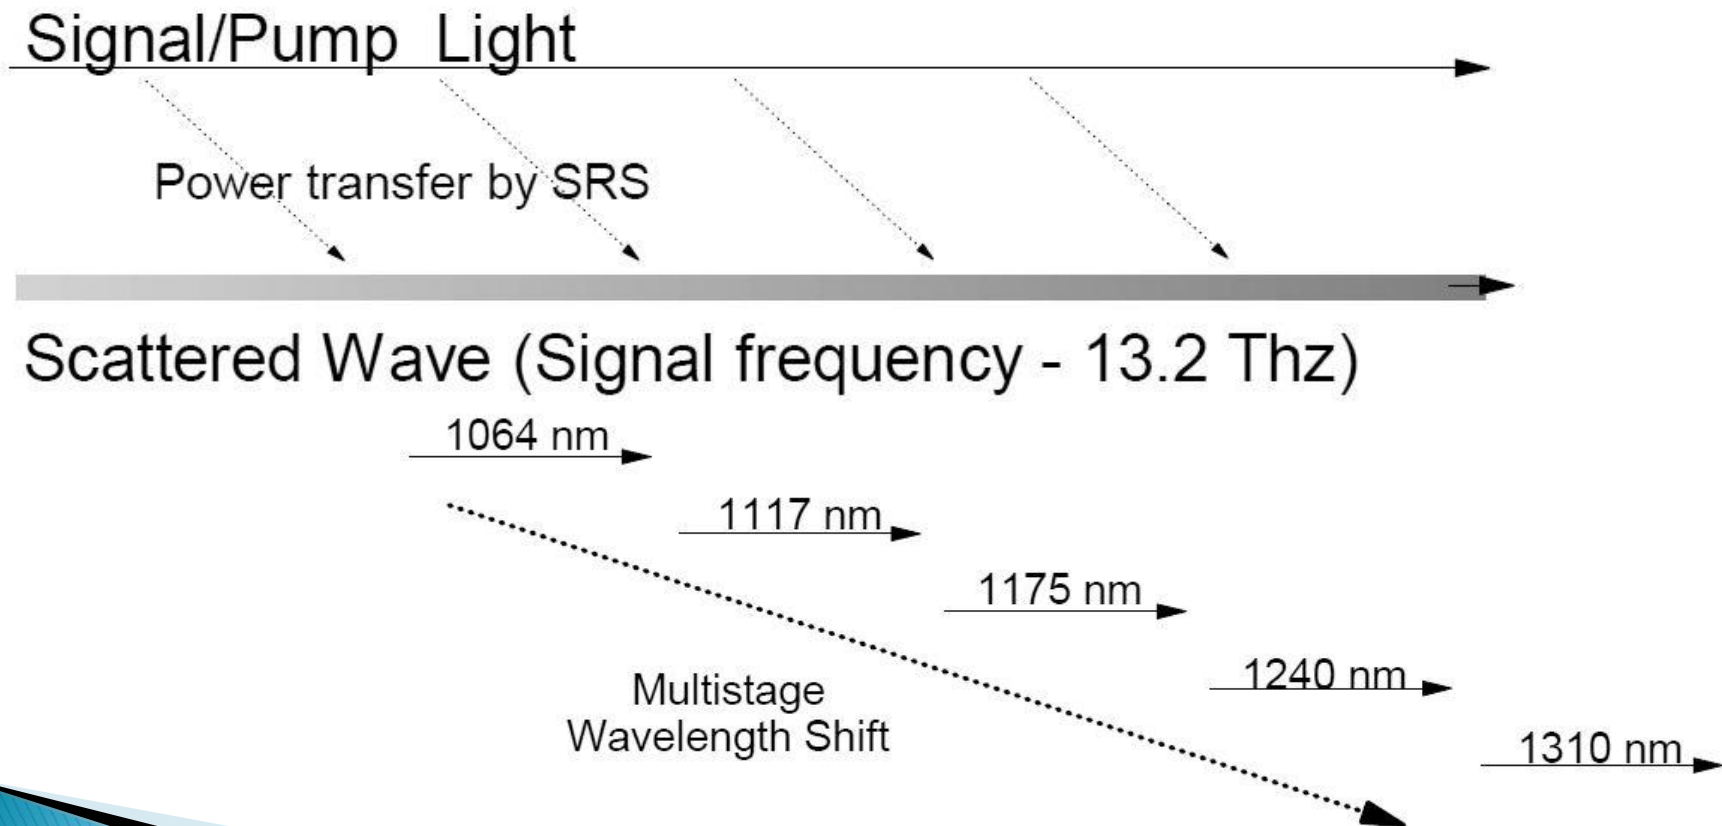 Signal/Pump Light
Power transfer by SRS
Scattered Wave (Signal frequency - 13.2 Thz)
1064 nm
1117 nm
1175 nm
1240 nm
Multistage
Wavelength Shift
1310 nm